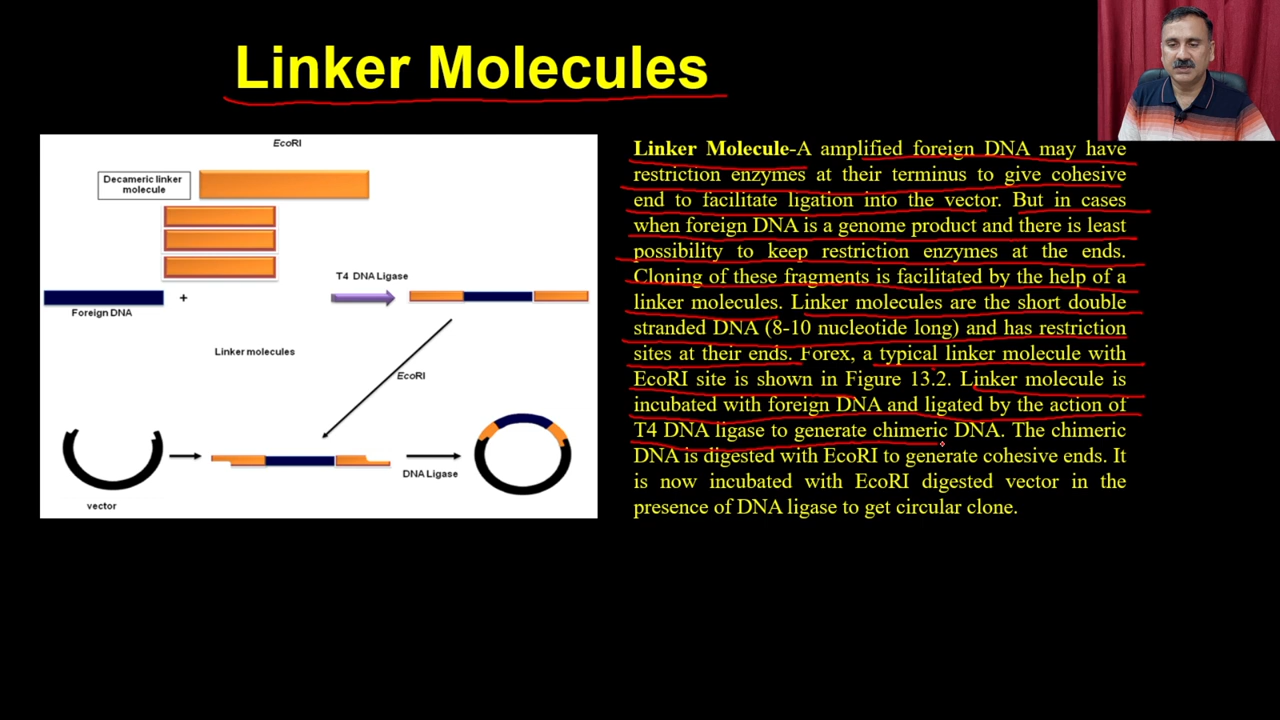 Linker Molecules
EcoRI
Decameric linker
molecule
T4 DNA Ligase
+
Foreign DNA
Linker molecules
EcoRI
DNA Ligase
vector
Linker Molecule-A amplified foreign DNA may have
restriction enzymes at their terminus to give cohesive
end to facilitate ligation into the vector. But in cases
when foreign DNA is a genome product and there is least
possibility to keep restriction enzymes at the ends.
Cloning of these fragments is facilitated by the help of a
linker molecules. Linker molecules are the short double
stranded DNA (8-10 nucleotide long) and has restriction
sites at their ends. Forex, a typical linker molecule with
EcoRI site is shown in Figure 13.2. Linker molecule is
incubated with foreign DNA and ligated by the action of
T4 DNA ligase to generate chimeric DNA. The chimeric
DNA is digested with EcoRI to generate cohesive ends. It
is now incubated with EcoRI digested vector in the
presence of DNA ligase to get circular clone.